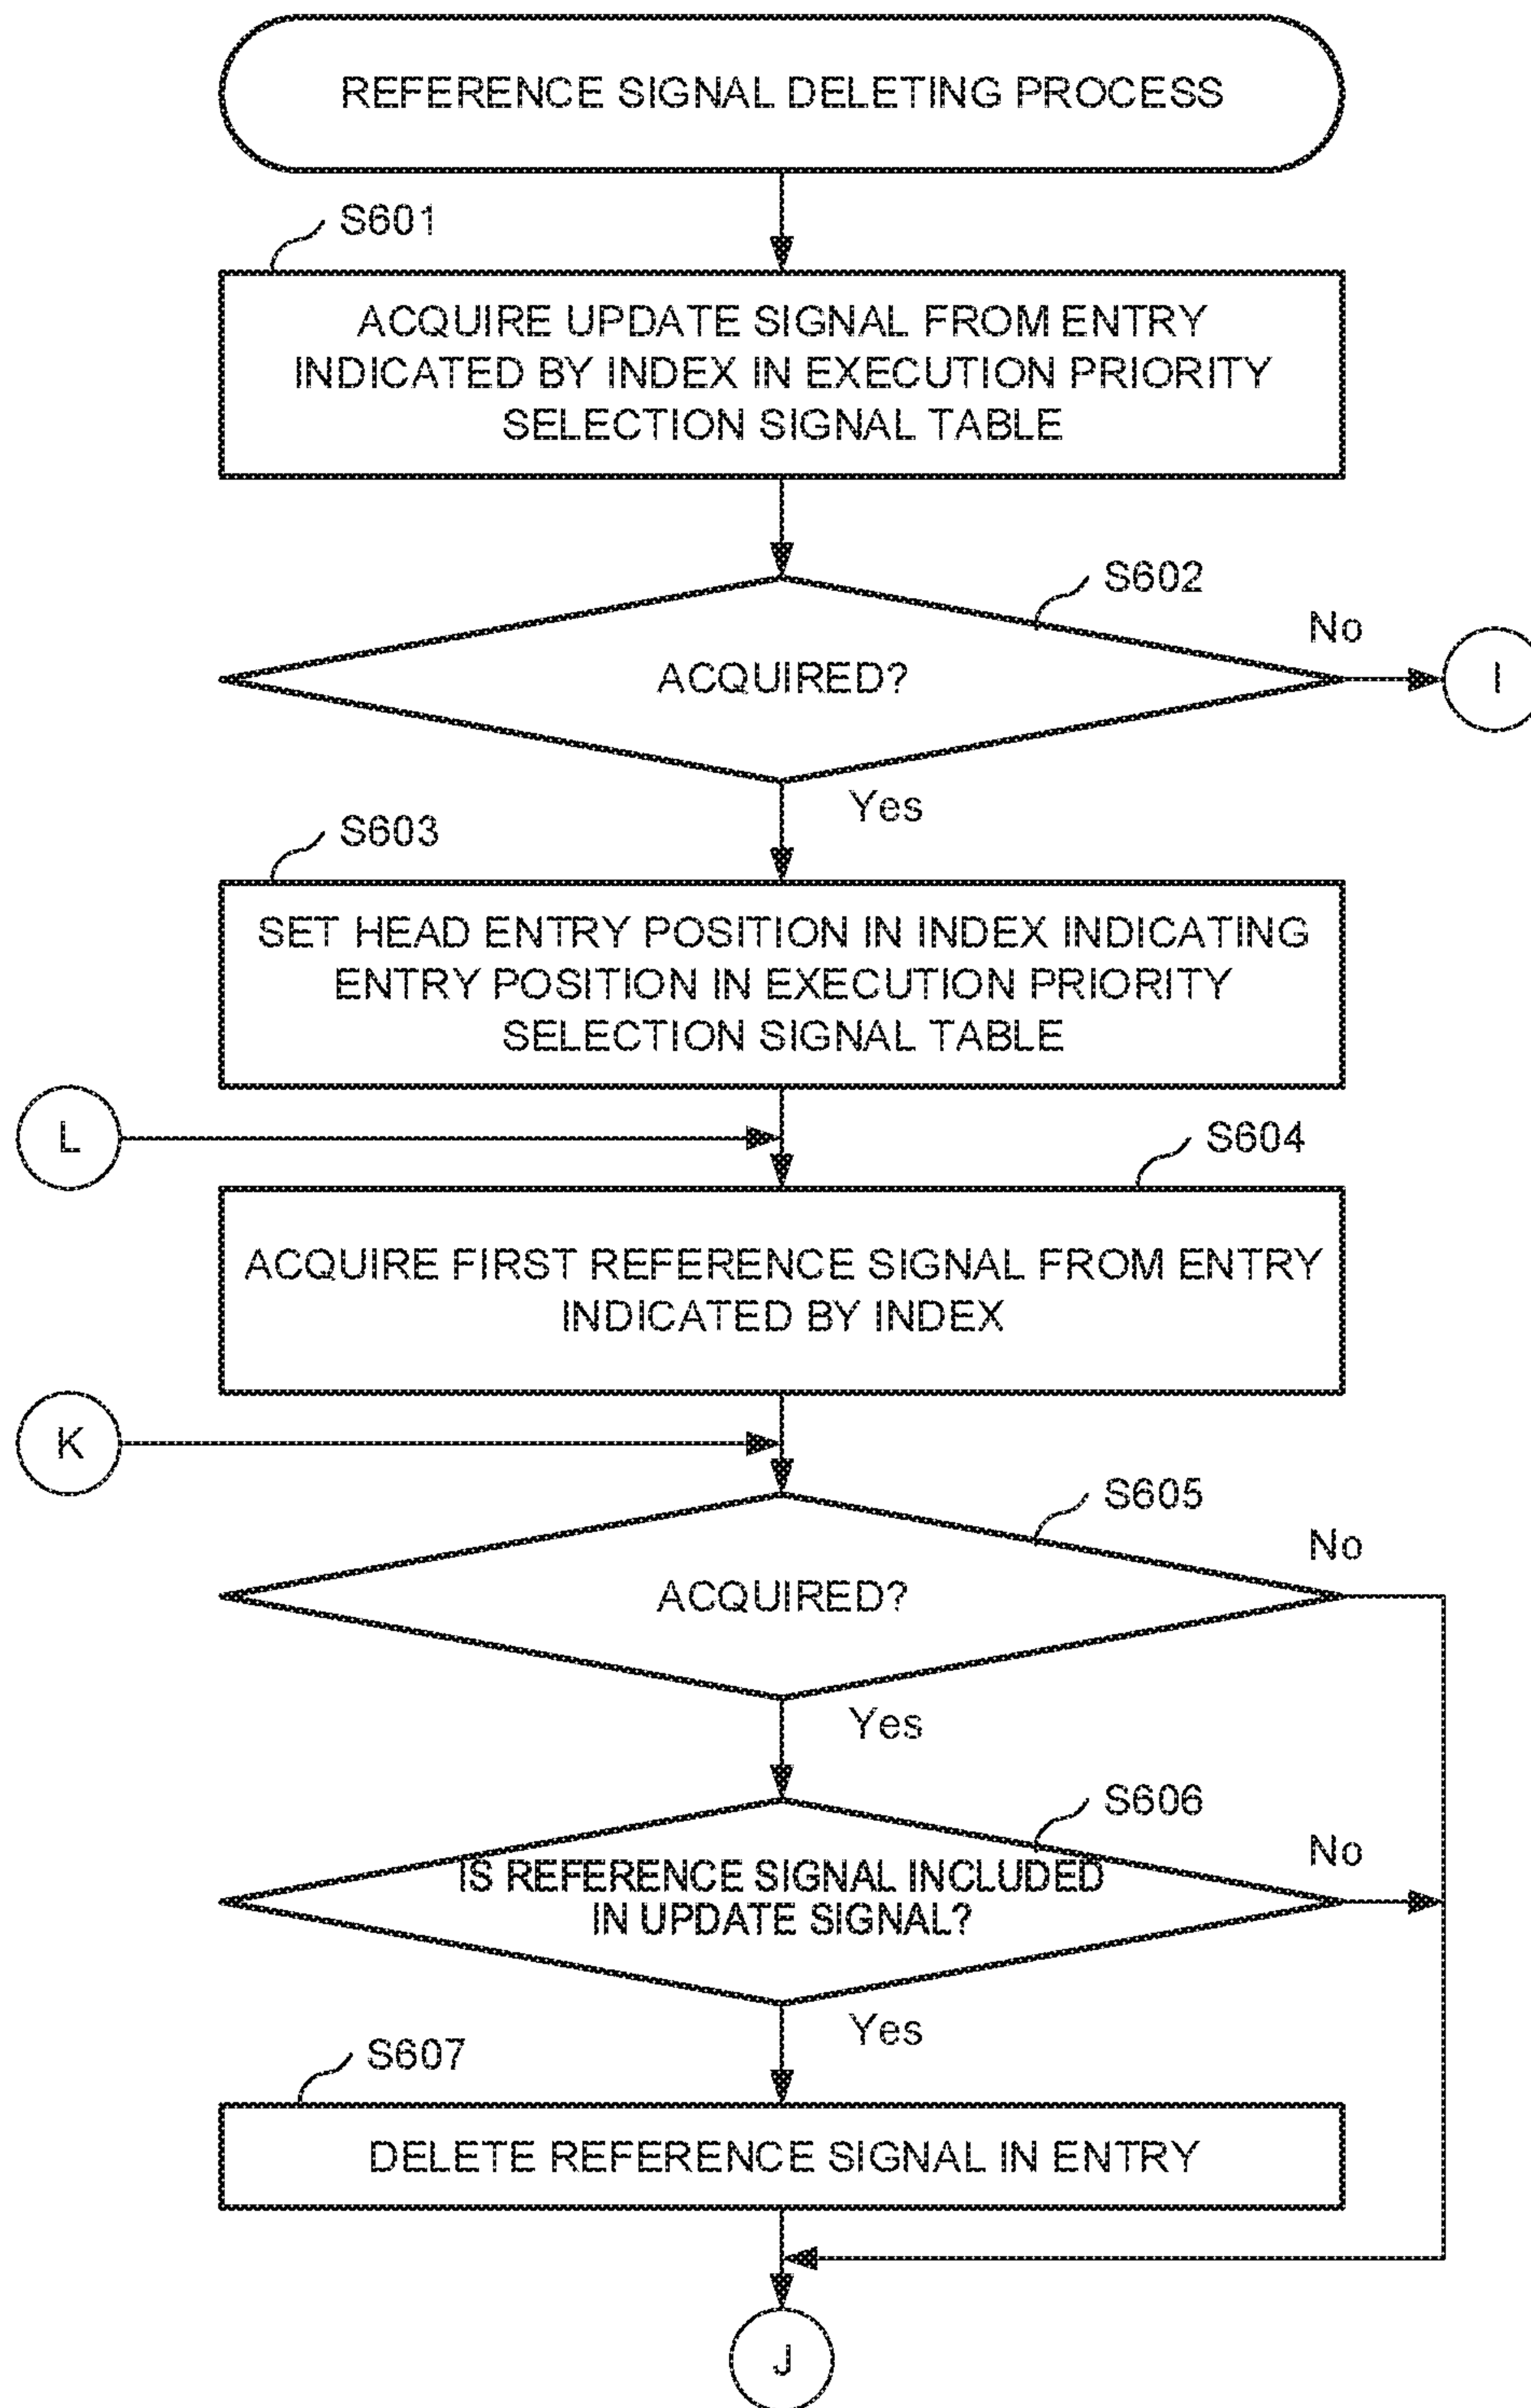 REFERENCE SIGNAL DELETING PROCESS
S601
ACQUIRE UPDATE SIGNAL FROM ENTRY
INDICATED BY INDEX IN EXECUTION PRIORITY
SELECTION SIGNAL TABLE
S602
No
ACQUIRED?
I
Yes
S603
SET HEAD ENTRY POSITION IN INDEX INDICATING
ENTRY POSITION IN EXECUTION PRIORITY
SELECTION SIGNAL TABLE
L
S604
ACQUIRE FIRST REFERENCE SIGNAL FROM ENTRY
INDICATED BY INDEX
K
S605
No
ACQUIRED?
Yes
S606
No
IS REFERENCE SIGNAL INCLUDED
IN UPDATE SIGNAL?
Yes
S607
DELETE REFERENCE SIGNAL IN ENTRY
J